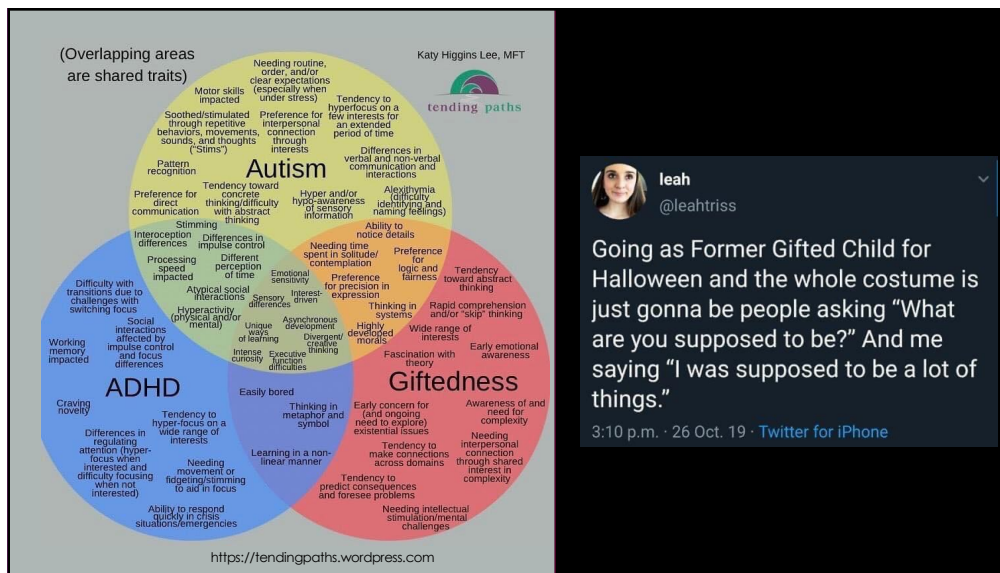 (Overlapping areas
are shared traits)
Katy Higgins Lee, MFT
tending paths
Needing routine,
order, and/or
clear expectations
(especially when
under stress)
Motor skills
impacted
Tendency to
hyperfocus on a
few interests for
an extended
period of time
Soothed/stimulated
through repetitive
behaviors, movements,
sounds, and thoughts
("Stims")
Preference for
interpersonal
connection
through
interests
Differences in
verbal and non-verbal
communication and
interactions
Pattern
recognition
Autism
Preference for
direct
communication
Tendency toward
concrete
thinking/difficulty
with abstract
thinking
Hyper and/or
hypo-awareness
of sensory
information
Alexithymia
(difficulty
identifying and
naming feelings)
Stimming
Interoception
differences
Differences in
impulse control
Processing
speed
impacted
Different
perception
of time
Atypical social
interactions
Hyperactivity
(physical and/or
mental)
Ability to
notice details
Needing time
spent in solitude/
contemplation
Preference
for
logic and
fairness
Preference
for precision in
expression
Thinking in
systems
Highly
developed
morals
Emotional
sensitivity
Sensory
differences
Interest-
driven
Asynchronous
development
Unique
ways
of learning
Divergent/
creative
thinking
Intense
curiosity
Executive
function
difficulties
Difficulty with
transitions due to
challenges with
switching focus
Social
interactions
affected by
impulse control
and focus
differences
Working
memory
impacted
ADHD
Craving
novelty
Tendency to
hyper-focus on a
wide range of
interests
Differences in
regulating
attention (hyper-
focus when
interested and
difficulty focusing
when not
interested)
Needing
movement or
fidgeting/stimming
to aid in focus
Ability to respond
quickly in crisis
situations/emergencies
Easily bored
Thinking in
metaphor and
symbol
Learning in a non-
linear manner
Tendency
toward abstract
thinking
Rapid comprehension
and/or "skip" thinking
Wide range of
interests
Early emotional
awareness
Fascination with
theory
Giftedness
Early concern for
(and ongoing
need to explore)
existential issues
Awareness of and
need for
complexity
Tendency to
make connections
across domains
Needing
interpersonal
connection
through shared
interest in
complexity
Tendency to
predict consequences
and foresee problems
Needing intellectual
stimulation/mental
challenges
https://tendingpaths.wordpress.com
leah
@leahtriss
Going as Former Gifted Child for
Halloween and the whole costume is
just gonna be people asking “What
are you supposed to be?” And me
saying “I was supposed to be a lot of
things.”
3:10 p.m. · 26 Oct. 19 · Twitter for iPhone